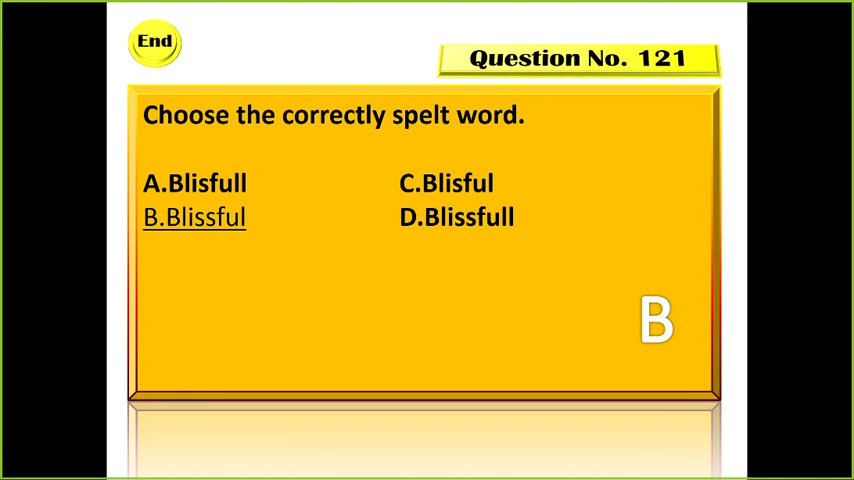 End
Question No. 121
Choose the correctly spelt word.
A.Blisfull C.Blisful
B.Blissful D.Blissfull
B